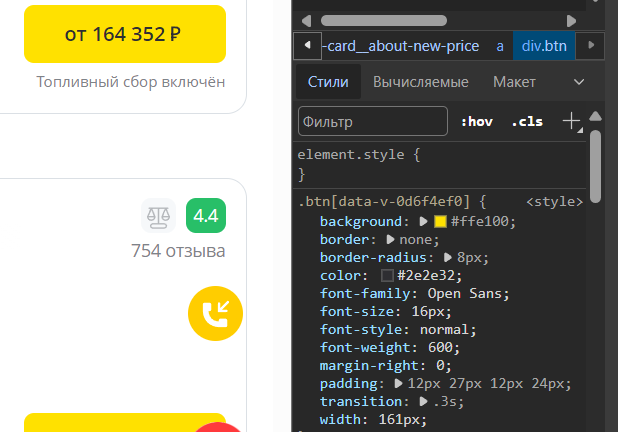 от 164 352 ₽
Топливный сбор включён
4.4
754 отзыва
-card__about-new-price a div.btn
Стили Вычисляемые Макет
Фильтр :hov .cls
element.style {
}
.btn[data-v-0d6f4ef0] { <style>
background: #ffe100;
border: none;
border-radius: 8px;
color: #2e2e32;
font-family: Open Sans;
font-size: 16px;
font-style: normal;
font-weight: 600;
margin-right: 0;
padding: 12px 27px 12px 24px;
transition: .3s;
width: 161px;